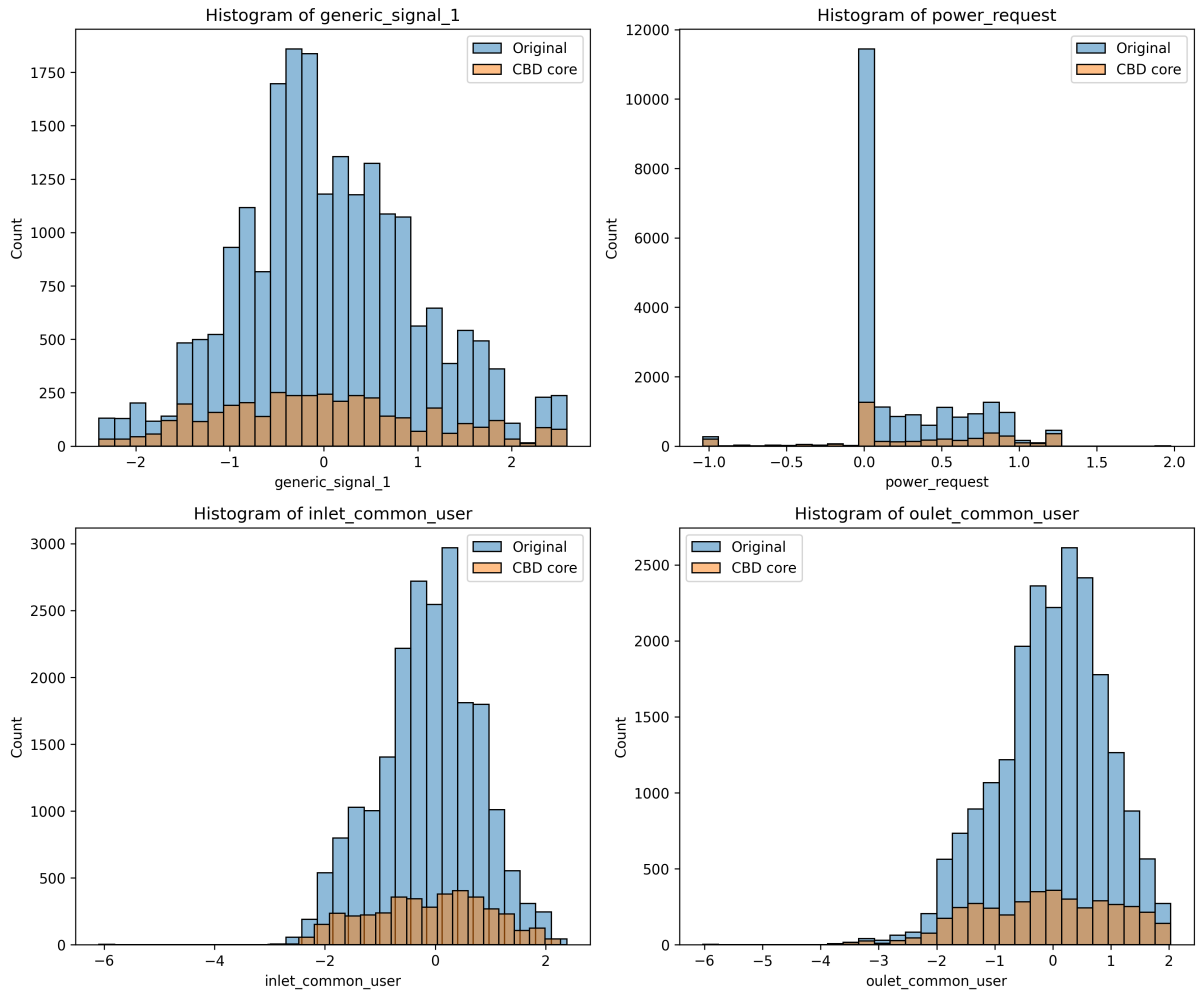 Histogram of generic_signal_1
Count
1750
1500
1250
1000
750
500
250
0
−2
−1
0
1
2
generic_signal_1
Original
CBD core
Histogram of power_request
Count
12000
10000
8000
6000
4000
2000
0
−1.0
−0.5
0.0
0.5
1.0
1.5
2.0
power_request
Original
CBD core
Histogram of inlet_common_user
Count
3000
2500
2000
1500
1000
500
0
−6
−4
−2
0
2
inlet_common_user
Original
CBD core
Histogram of oulet_common_user
Count
2500
2000
1500
1000
500
0
−6
−5
−4
−3
−2
−1
0
1
2
oulet_common_user
Original
CBD core